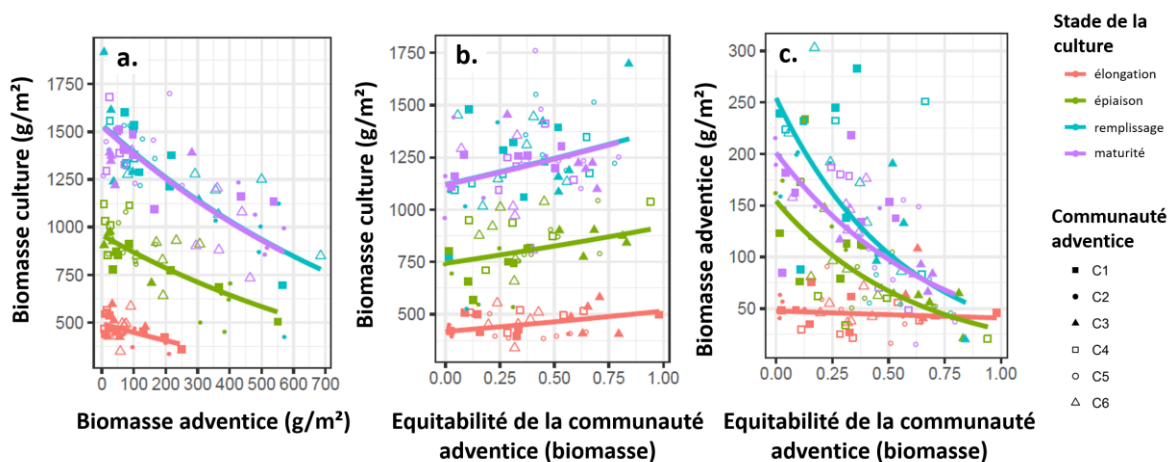 a.
1750
1500
1250
1000
750
500
0 100 200 300 400 500 600 700
Biomasse culture (g/m²)
Biomasse adventice (g/m²)
b.
1750
1500
1250
1000
750
500
0.00 0.25 0.50 0.75 1.00
Biomasse culture (g/m²)
Equitabilité de la communauté
adventice (biomasse)
c.
300
250
200
150
100
50
0
0.00 0.25 0.50 0.75 1.00
Biomasse adventice (g/m²)
Equitabilité de la communauté
adventice (biomasse)
Stade de la
culture
élongation
épiaison
remplissage
maturité
Communauté
adventice
C1
C2
C3
C4
C5
C6